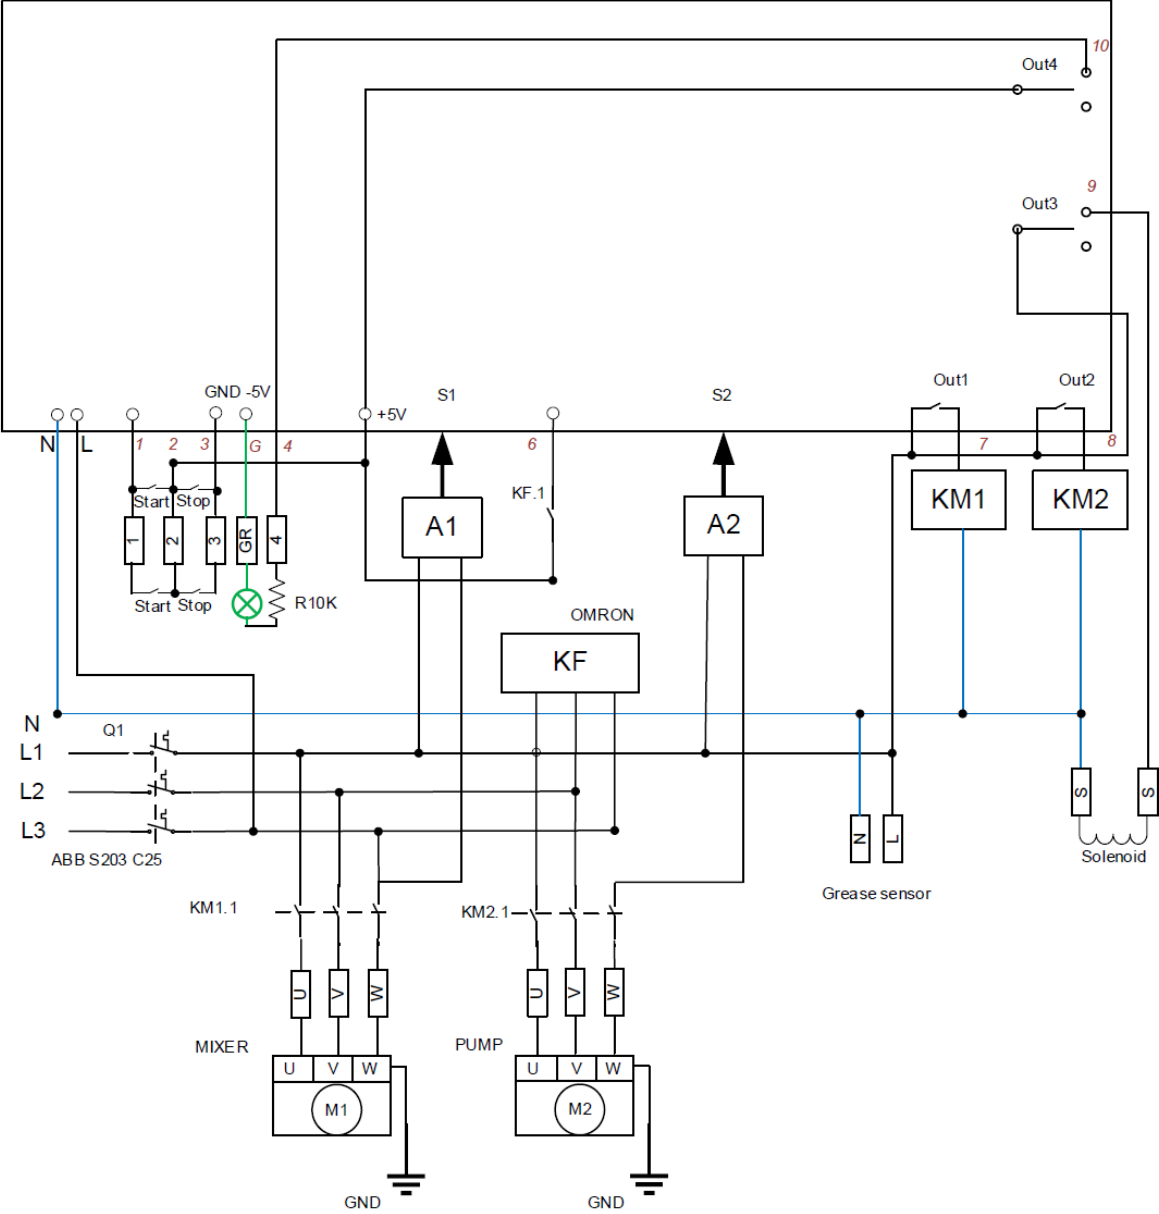 10
Out4
9
Out3
Out1
Out2
GND -5V
S1
S2
+5V
N L 1 2 3 G 4 6 7 8
Start Stop
KF.1
A1
A2
KM1
KM2
1 2 3 GR 4
Start Stop
R10K
OMRON
KF
N
Q1
L1
L2
L3
ABB S203 C25
S S
Solenoid
N L
Grease sensor
KM1.1
KM2.1
U V W
U V W
MIXER
PUMP
U V W
U V W
M1
M2
GND
GND